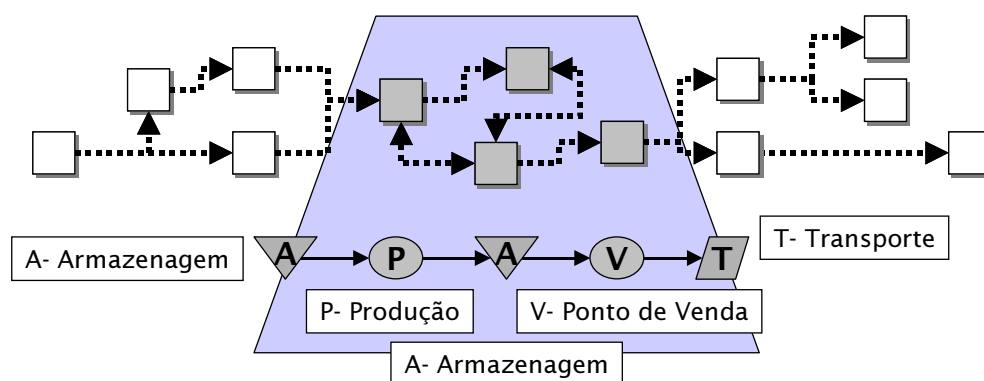 A
P
A
V
T
A- Armazenagem
T- Transporte
P- Produção
V- Ponto de Venda
A- Armazenagem